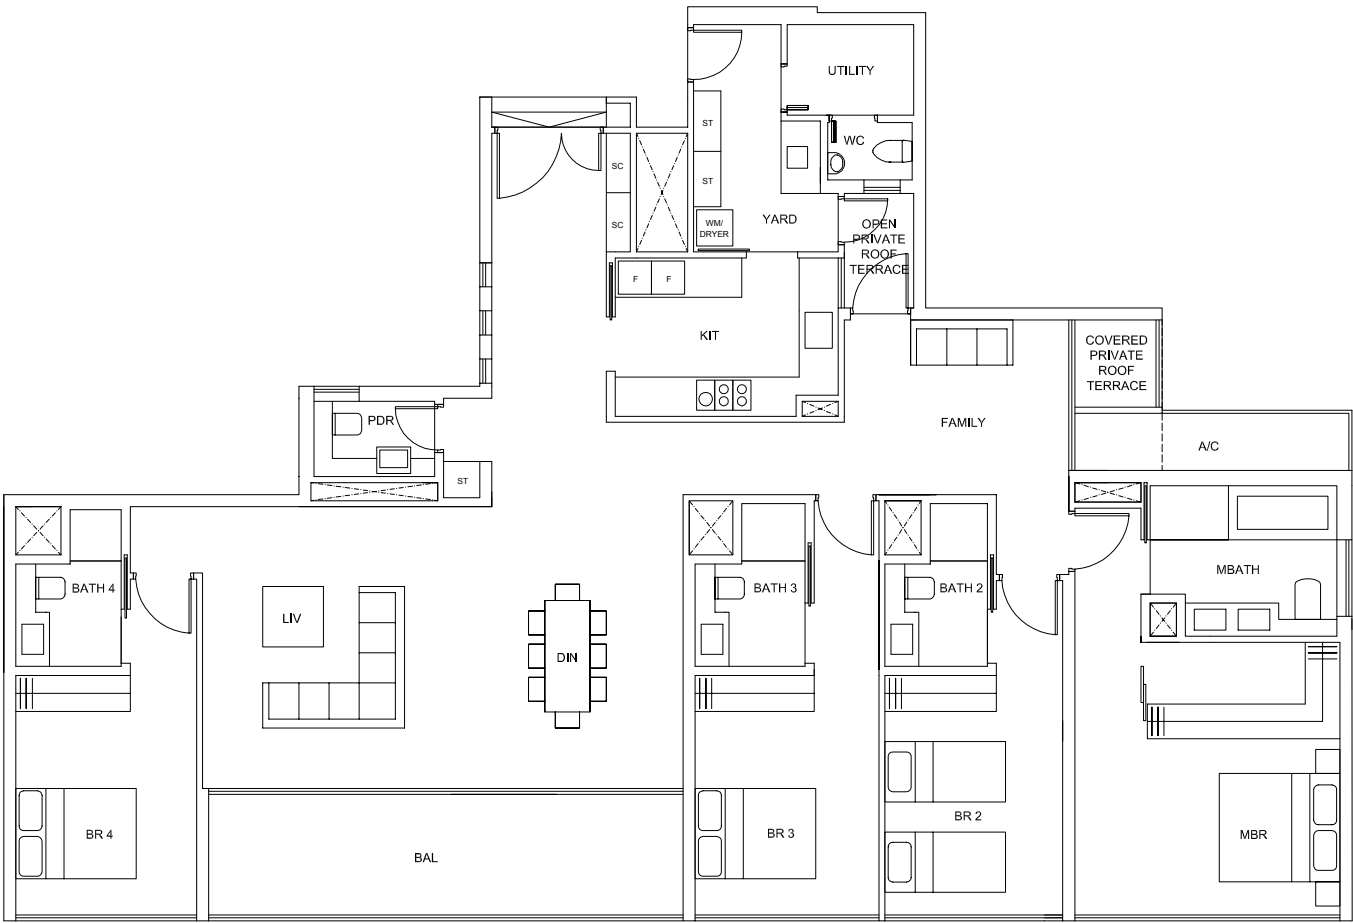 UTILITY
ST
WC
SC
ST
SC
WM/
DRYER
YARD
OPEN
PRIVATE
ROOF
TERRACE
F
F
KIT
COVERED
PRIVATE
ROOF
TERRACE
PDR
FAMILY
A/C
ST
BATH 4
LIV
DIN
BATH 3
BATH 2
MBATH
BR 4
BAL
BR 3
BR 2
MBR